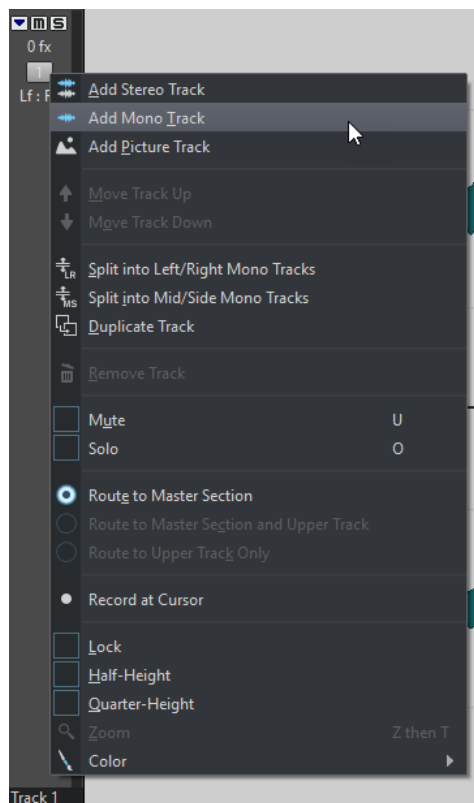 m S
0 fx
1
Lf : F
Add Stereo Track
Add Mono Track
Add Picture Track
Move Track Up
Move Track Down
LR Split into Left/Right Mono Tracks
MS Split into Mid/Side Mono Tracks
Duplicate Track
Remove Track
Mute U
Solo O
Route to Master Section
Route to Master Section and Upper Track
Route to Upper Track Only
Record at Cursor
Lock
Half-Height
Quarter-Height
Zoom Z then T
Color
Track 1